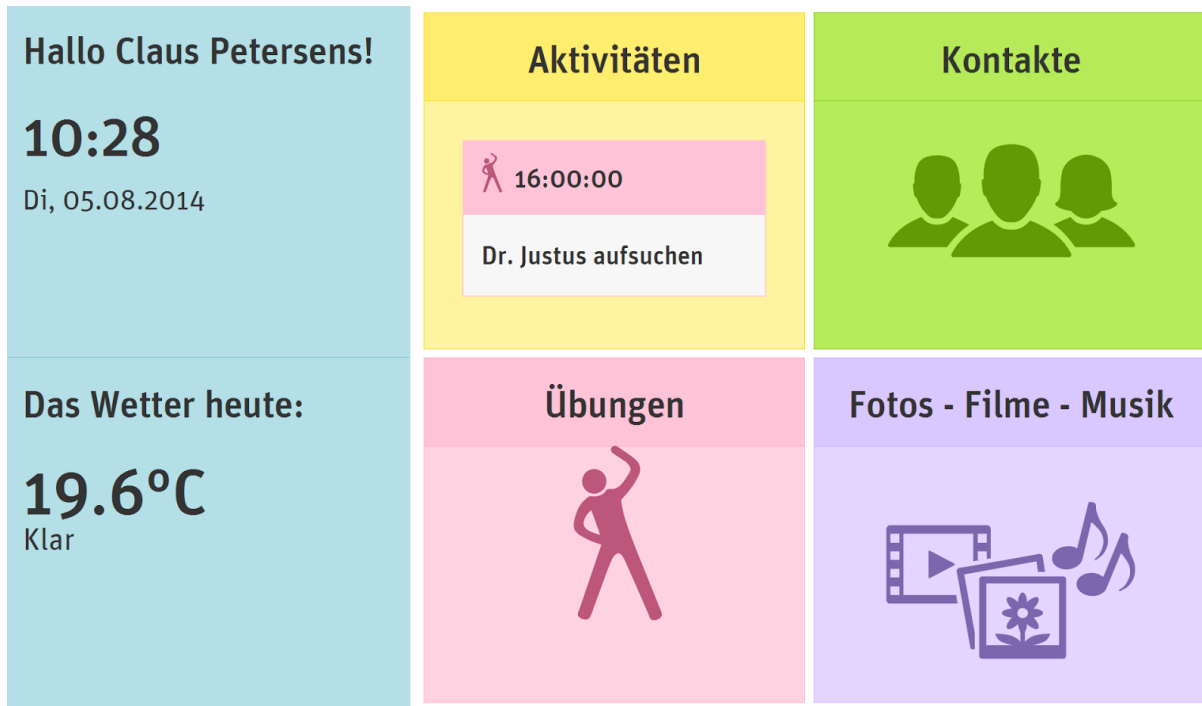 Hallo Claus Petersens!
10:28
Di, 05.08.2014
Das Wetter heute:
19.6°C
Klar
Aktivitäten
16:00:00
Dr. Justus aufsuchen
Kontakte
Übungen
Fotos - Filme - Musik